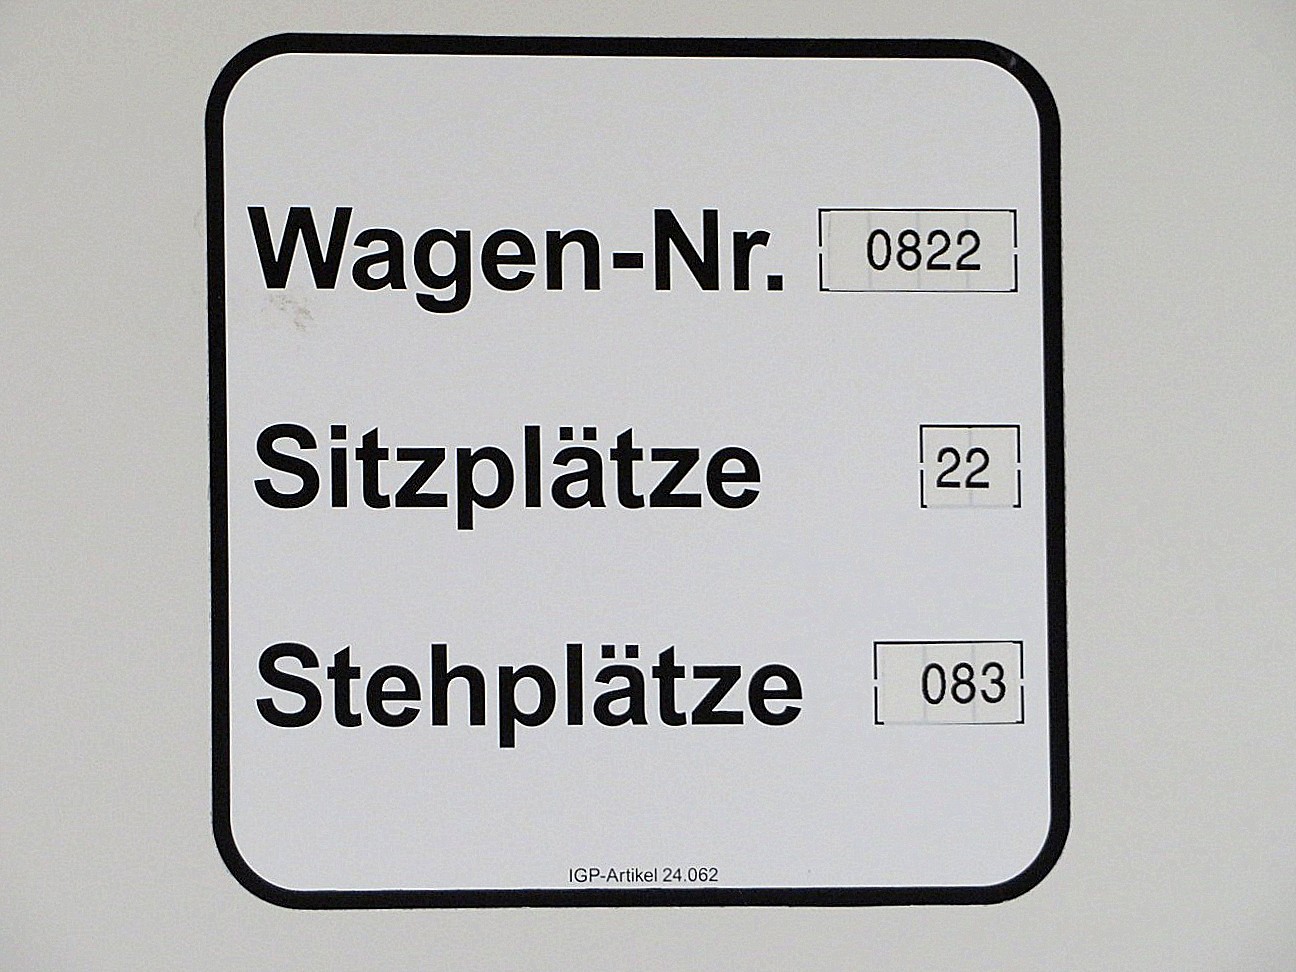 Wagen-Nr. 0822
Sitzplätze 22
Stehplätze 083
IGP-Artikel 24.062